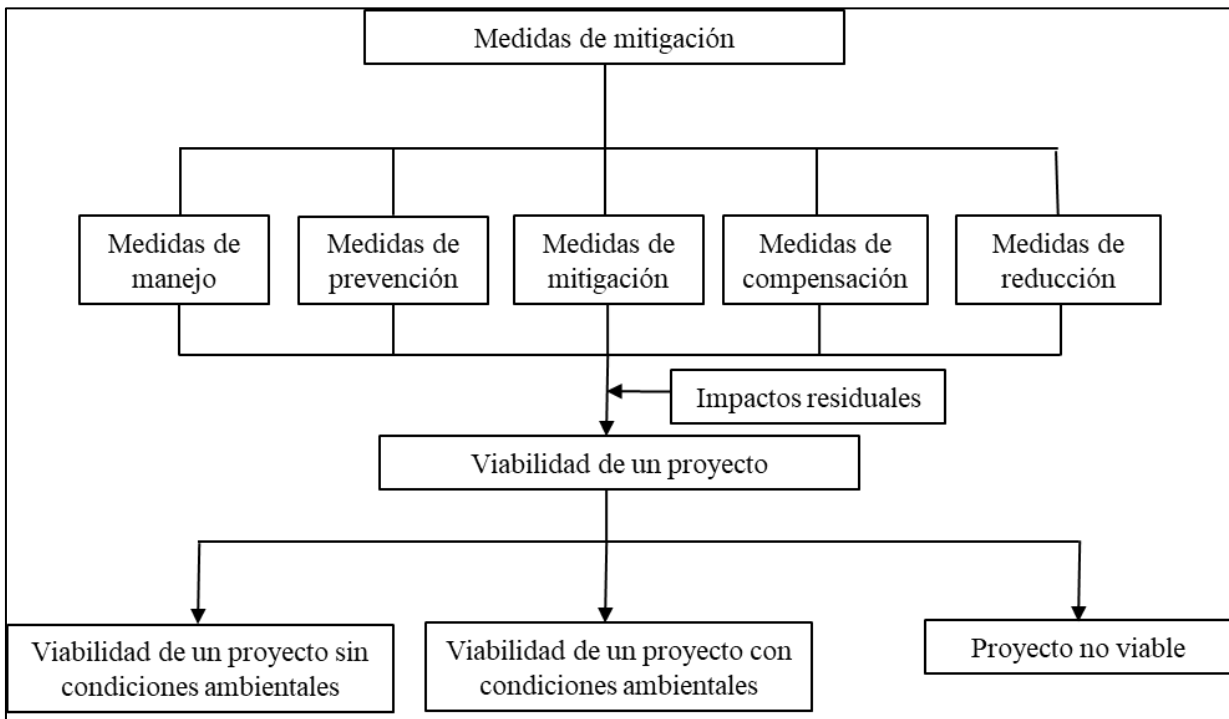 Medidas de mitigación
Medidas de
manejo
Medidas de
prevención
Medidas de
mitigación
Medidas de
compensación
Medidas de
reducción
Impactos residuales
Viabilidad de un proyecto
Viabilidad de un proyecto sin
condiciones ambientales
Viabilidad de un proyecto con
condiciones ambientales
Proyecto no viable